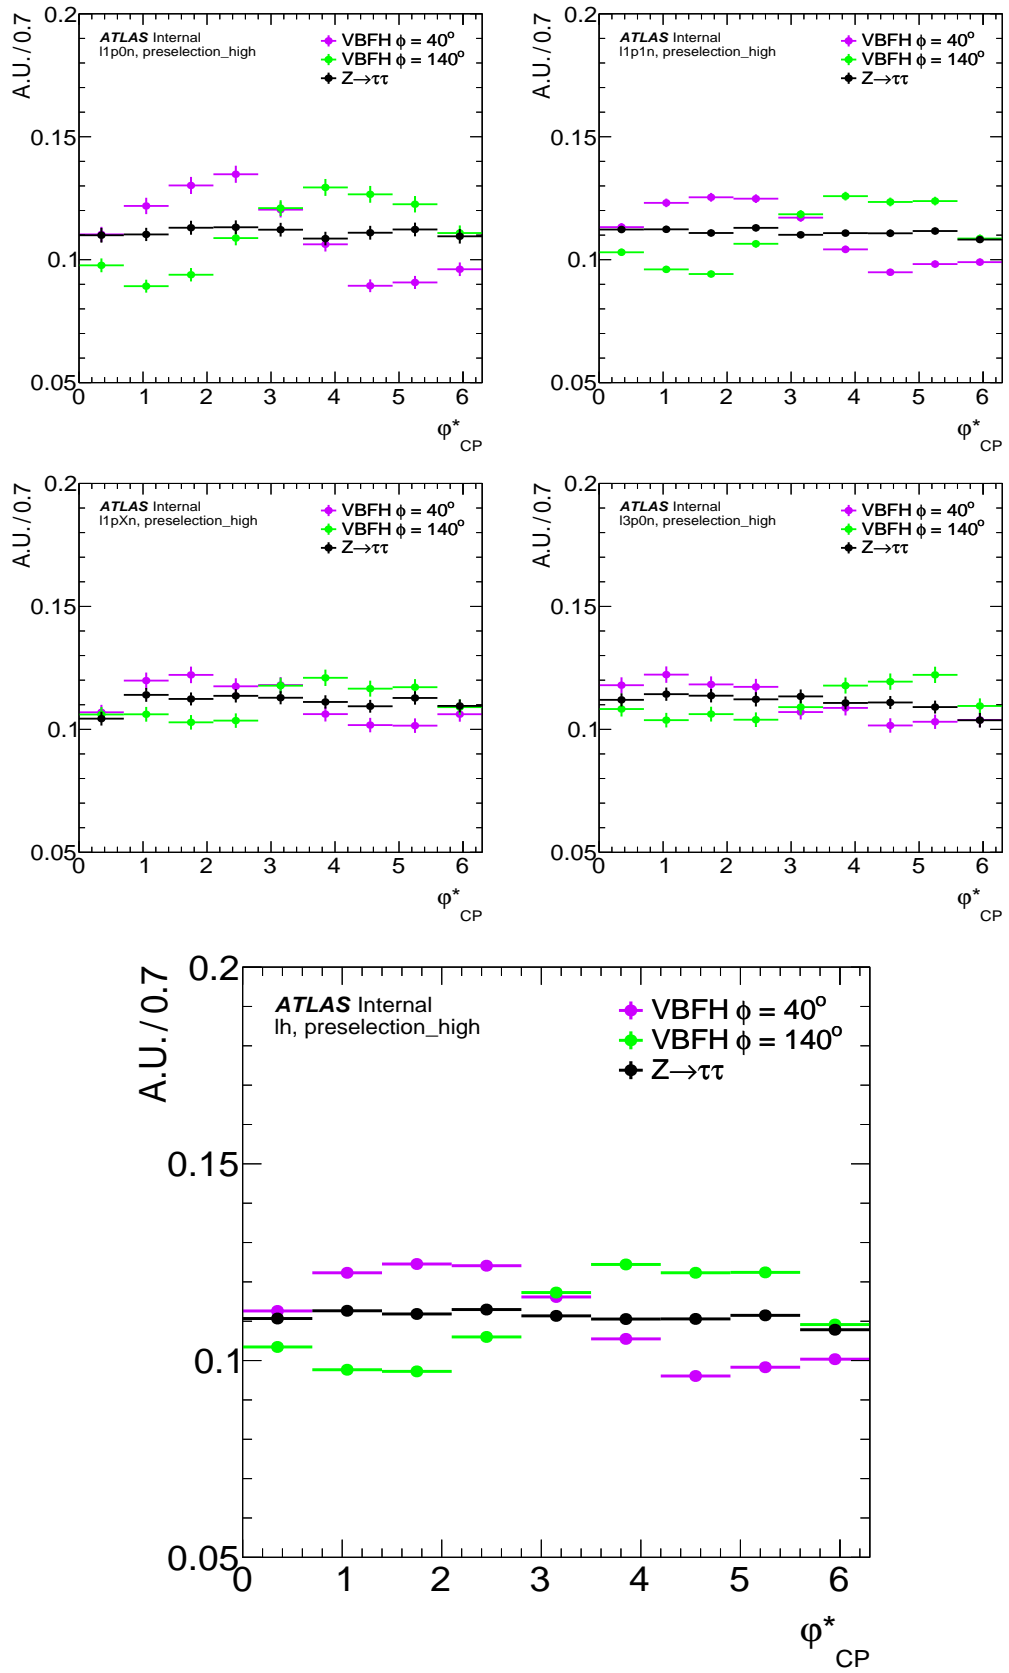 A.U. / 0.7
0.2
ATLAS Internal
l1p0n, preselection_high
VBFH ϕ = 40°
VBFH ϕ = 140°
Z→ττ
0.15
0.1
0.05
0 1 2 3 4 5 6
φ*CP
A.U. / 0.7
0.2
ATLAS Internal
l1p1n, preselection_high
VBFH ϕ = 40°
VBFH ϕ = 140°
Z→ττ
0.15
0.1
0.05
0 1 2 3 4 5 6
φ*CP
A.U. / 0.7
0.2
ATLAS Internal
l1pXn, preselection_high
VBFH ϕ = 40°
VBFH ϕ = 140°
Z→ττ
0.15
0.1
0.05
0 1 2 3 4 5 6
φ*CP
A.U. / 0.7
0.2
ATLAS Internal
l3p0n, preselection_high
VBFH ϕ = 40°
VBFH ϕ = 140°
Z→ττ
0.15
0.1
0.05
0 1 2 3 4 5 6
φ*CP
A.U. / 0.7
0.2
ATLAS Internal
lh, preselection_high
VBFH ϕ = 40°
VBFH ϕ = 140°
Z→ττ
0.15
0.1
0.05
0 1 2 3 4 5 6
φ*CP